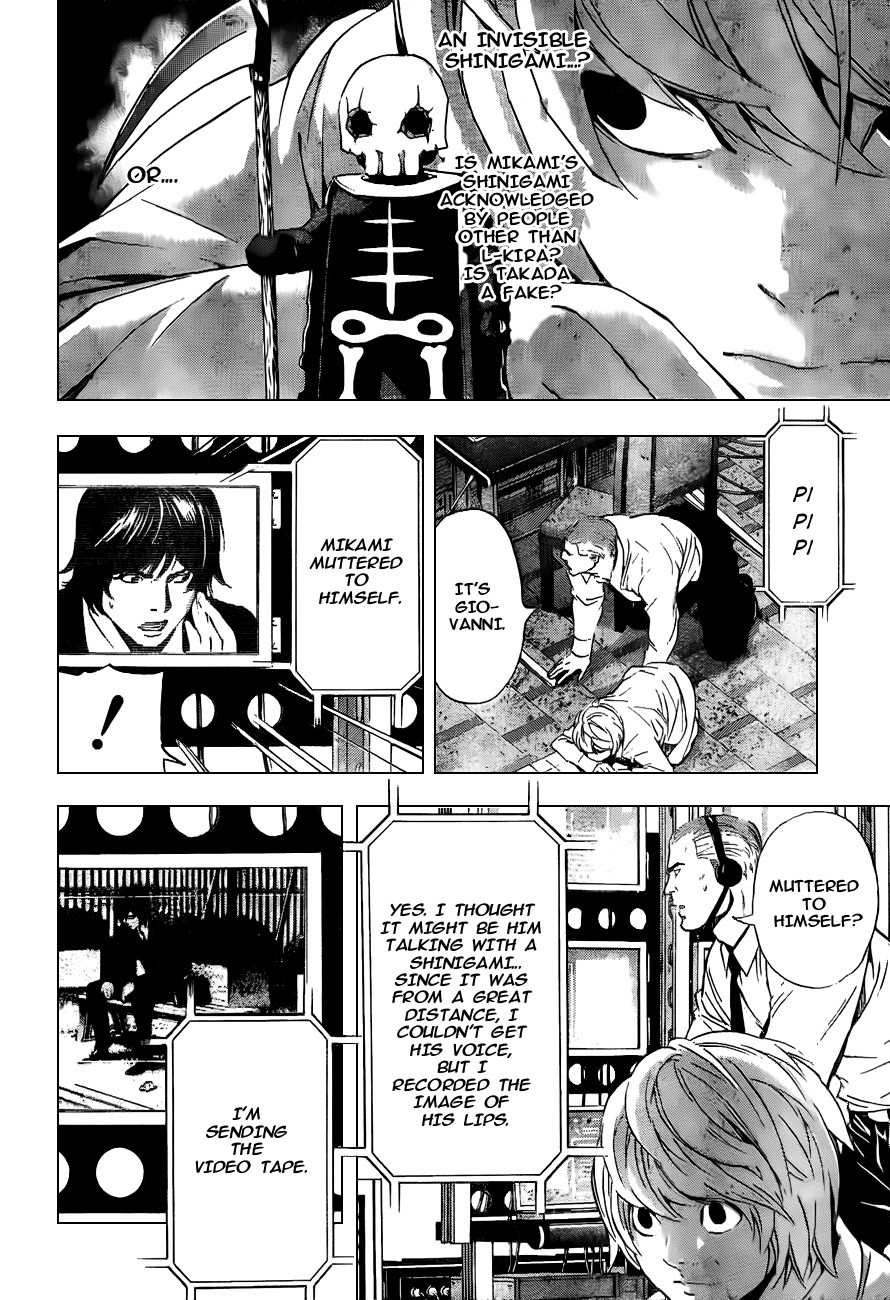 AN INVISIBLE
SHINIGAMI...?
IS MIKAMI'S
SHINIGAMI
ACKNOWLEDGED
BY PEOPLE
OTHER THAN
L-KIRA?
IS TAKADA
A FAKE?
OR....
PI
PI
PI
IT'S
GIO-
VANNI.
MIKAMI
MUTTERED
TO
HIMSELF.
!
MUTTERED
TO
HIMSELF?
YES. I THOUGHT
IT MIGHT BE HIM
TALKING WITH A
SHINIGAMI...
SINCE IT WAS
FROM A GREAT
DISTANCE, I
COULDN'T GET
HIS VOICE,
BUT I
RECORDED THE
IMAGE OF
HIS LIPS.
I'M
SENDING
THE
VIDEO TAPE.